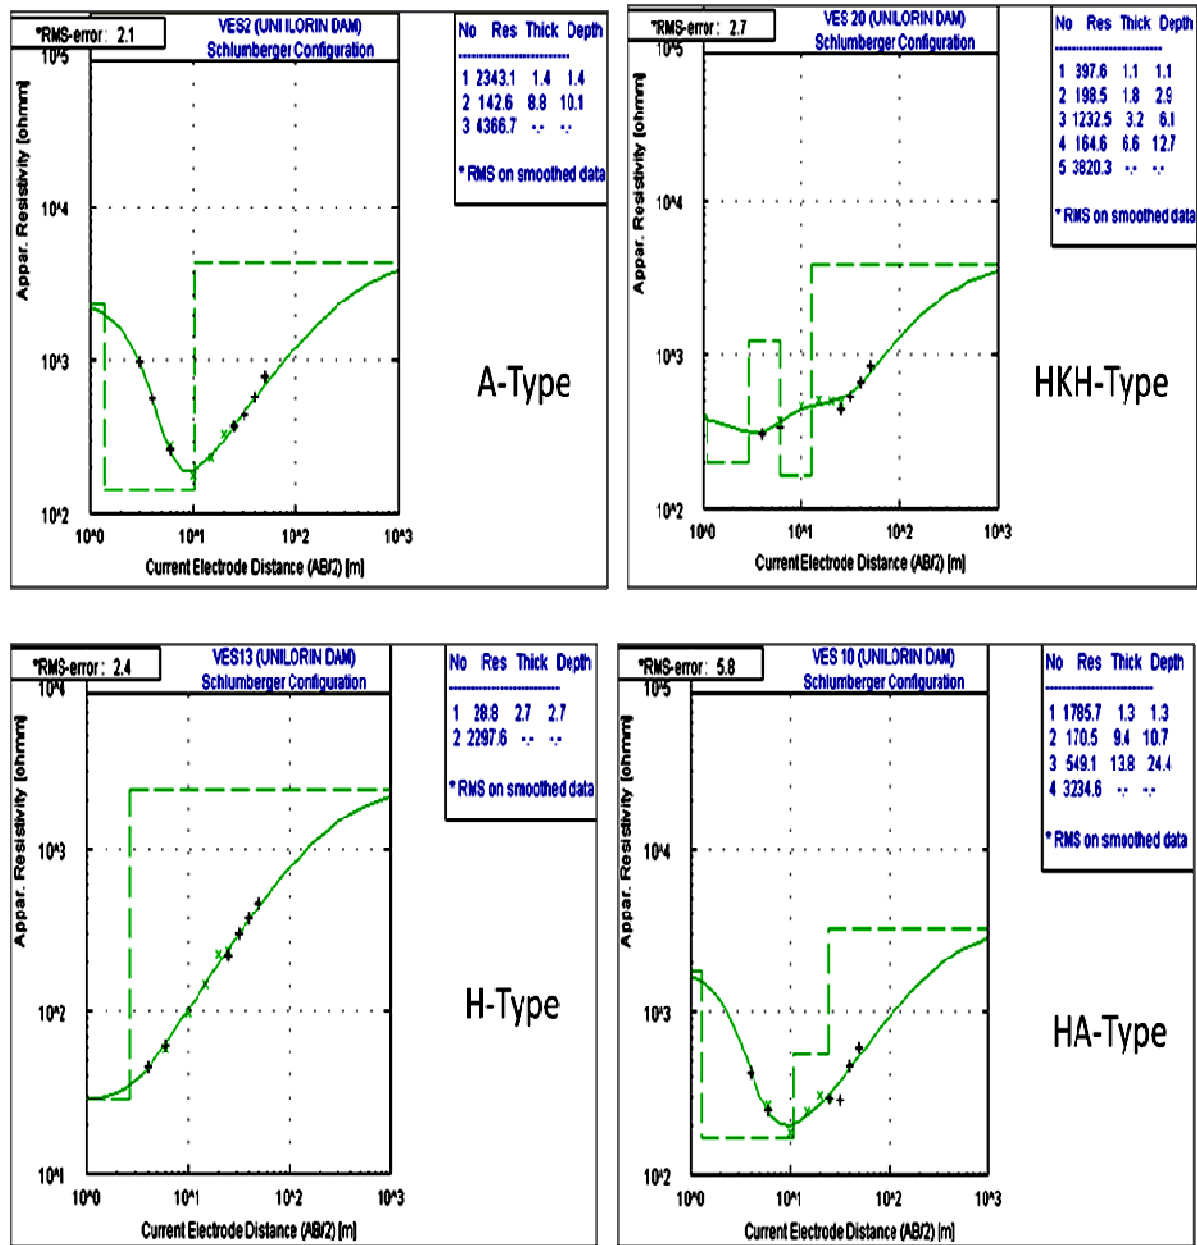 *RMS-error: 2.1
VES2 (UNIILORIN DAM)
Schlumberger Configuration
No Res Thick Depth
1 2343.1 1.4 1.4
2 142.6 8.8 10.1
3 4366.7 -.- -.-
* RMS on smoothed data
Appar. Resistivity [ohmm]
10^5
10^4
10^3
10^2
10^0 10^1 10^2 10^3
Current Electrode Distance (AB/2) [m]
A-Type
*RMS-error: 2.7
VES 20 (UNILORIN DAM)
Schlumberger Configuration
No Res Thick Depth
1 397.6 1.1 1.1
2 198.5 1.8 2.9
3 1232.5 3.2 6.1
4 164.6 6.6 12.7
5 3820.3 -.- -.-
* RMS on smoothed data
Appar. Resistivity [ohmm]
10^5
10^4
10^3
10^2
10^0 10^1 10^2 10^3
Current Electrode Distance (AB/2) [m]
HKH-Type
*RMS-error: 2.4
VES13 (UNILORIN DAM)
Schlumberger Configuration
No Res Thick Depth
1 28.8 2.7 2.7
2 2297.6 -.- -.-
* RMS on smoothed data
Appar. Resistivity [ohmm]
10^4
10^3
10^2
10^1
10^0 10^1 10^2 10^3
Current Electrode Distance (AB/2) [m]
H-Type
*RMS-error: 5.8
VES 10 (UNILORIN DAM)
Schlumberger Configuration
No Res Thick Depth
1 1785.7 1.3 1.3
2 170.5 9.4 10.7
3 549.1 13.8 24.4
4 3234.6 -.- -.-
* RMS on smoothed data
Appar. Resistivity [ohmm]
10^5
10^4
10^3
10^2
10^0 10^1 10^2 10^3
Current Electrode Distance (AB/2) [m]
HA-Type